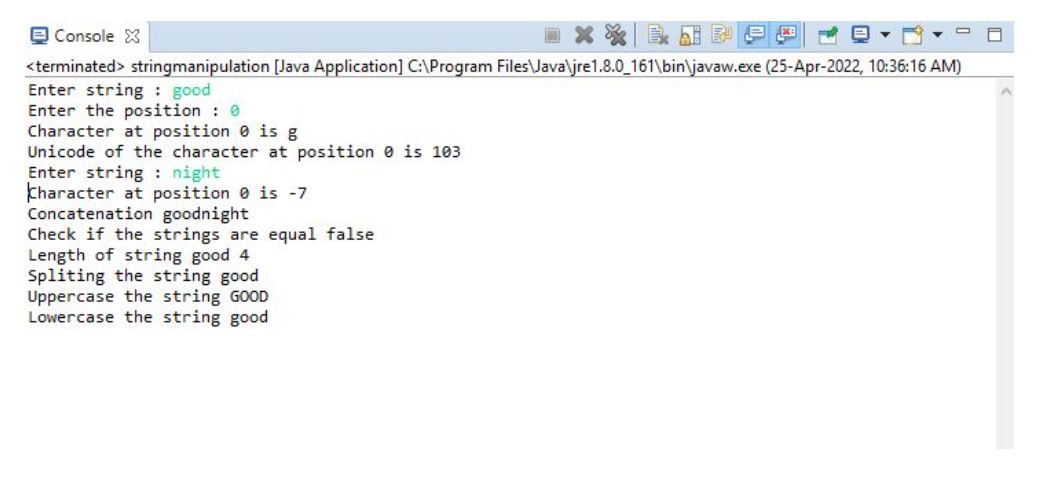 Console
<terminated> stringmanipulation [Java Application] C:\Program Files\Java\jre1.8.0_161\bin\javaw.exe (25-Apr-2022, 10:36:16 AM)
Enter string : good
Enter the position : 0
Character at position 0 is g
Unicode of the character at position 0 is 103
Enter string : night
Character at position 0 is -7
Concatenation goodnight
Check if the strings are equal false
Length of string good 4
Spliting the string good
Uppercase the string GOOD
Lowercase the string good